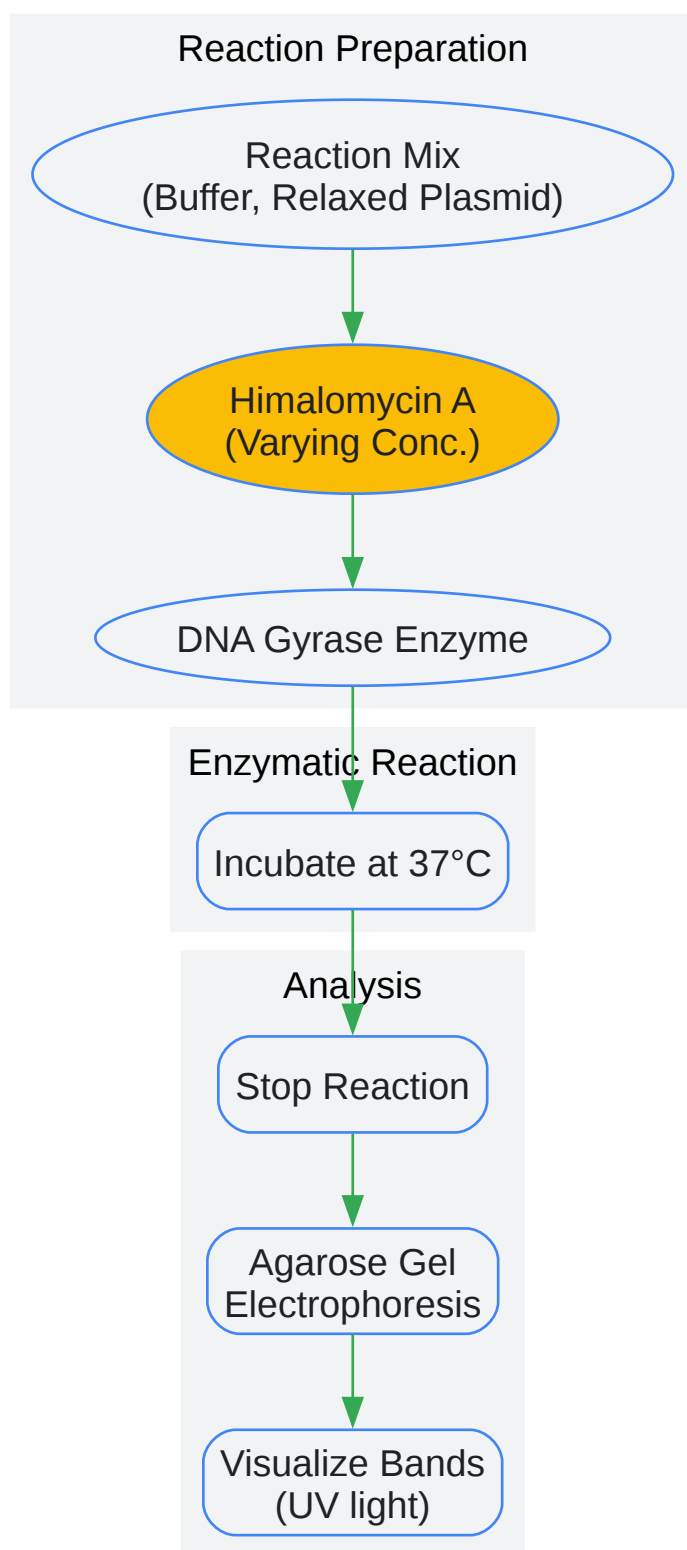 Reaction Preparation
Reaction Mix
(Buffer, Relaxed Plasmid)
Himalomycin A
(Varying Conc.)
DNA Gyrase Enzyme
Enzymatic Reaction
Incubate at 37°C
Analysis
Stop Reaction
Agarose Gel
Electrophoresis
Visualize Bands
(UV light)